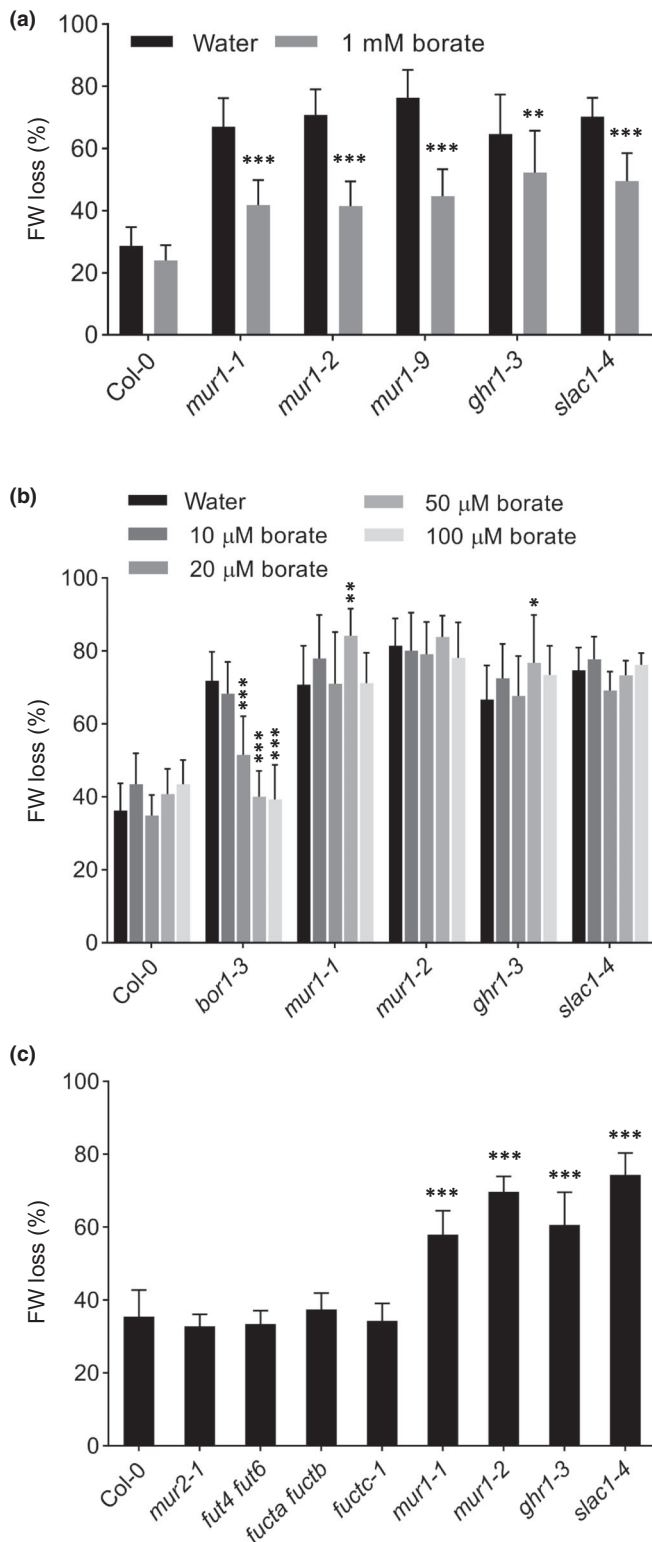 (a)
Water 1 mM borate
FW loss (%)
100
80
60
40
20
0
*** *** *** ** ***
Col-0 mur1-1 mur1-2 mur1-9 ghr1-3 slac1-4
(b)
Water 50 μM borate
10 μM borate 100 μM borate
20 μM borate
FW loss (%)
100
80
60
40
20
0
*** *** *** ** *
Col-0 bor1-3 mur1-1 mur1-2 ghr1-3 slac1-4
(c)
FW loss (%)
100
80
60
40
20
0
*** *** *** ***
Col-0 mur2-1 fut4 fut6 fucta fuctb fuctc-1 mur1-1 mur1-2 ghr1-3 slac1-4